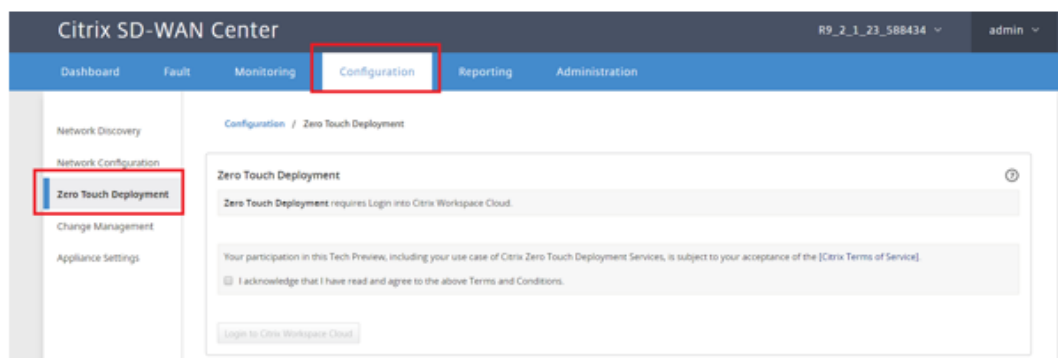 Citrix SD-WAN Center
R9_2_1_23_588434
admin
Dashboard Fault Monitoring Configuration Reporting Administration
Network Discovery
Network Configuration
Zero Touch Deployment
Change Management
Appliance Settings
Configuration / Zero Touch Deployment
Zero Touch Deployment
Zero Touch Deployment requires Login into Citrix Workspace Cloud.
Your participation in this Tech Preview, including your use case of Citrix Zero Touch Deployment Services, is subject to your acceptance of the [Citrix Terms of Service].
I acknowledge that I have read and agree to the above Terms and Conditions.
Login to Citrix Workspace Cloud